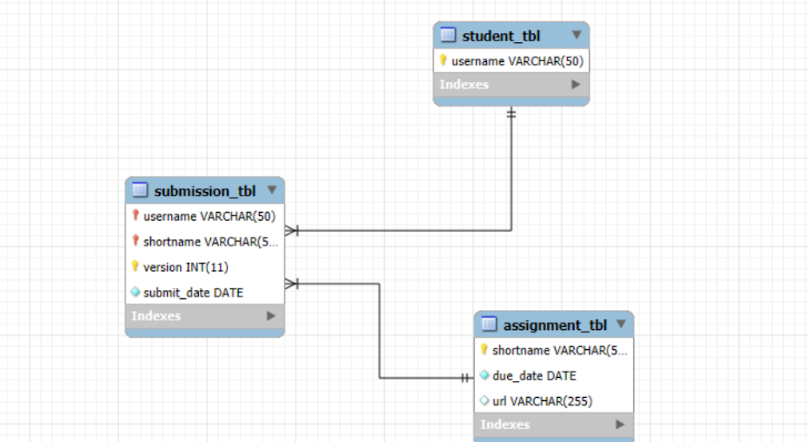 student_tbl
username VARCHAR(50)
Indexes
submission_tbl
username VARCHAR(50)
shortname VARCHAR(5...
version INT(11)
submit_date DATE
Indexes
assignment_tbl
shortname VARCHAR(5...
due_date DATE
url VARCHAR(255)
Indexes